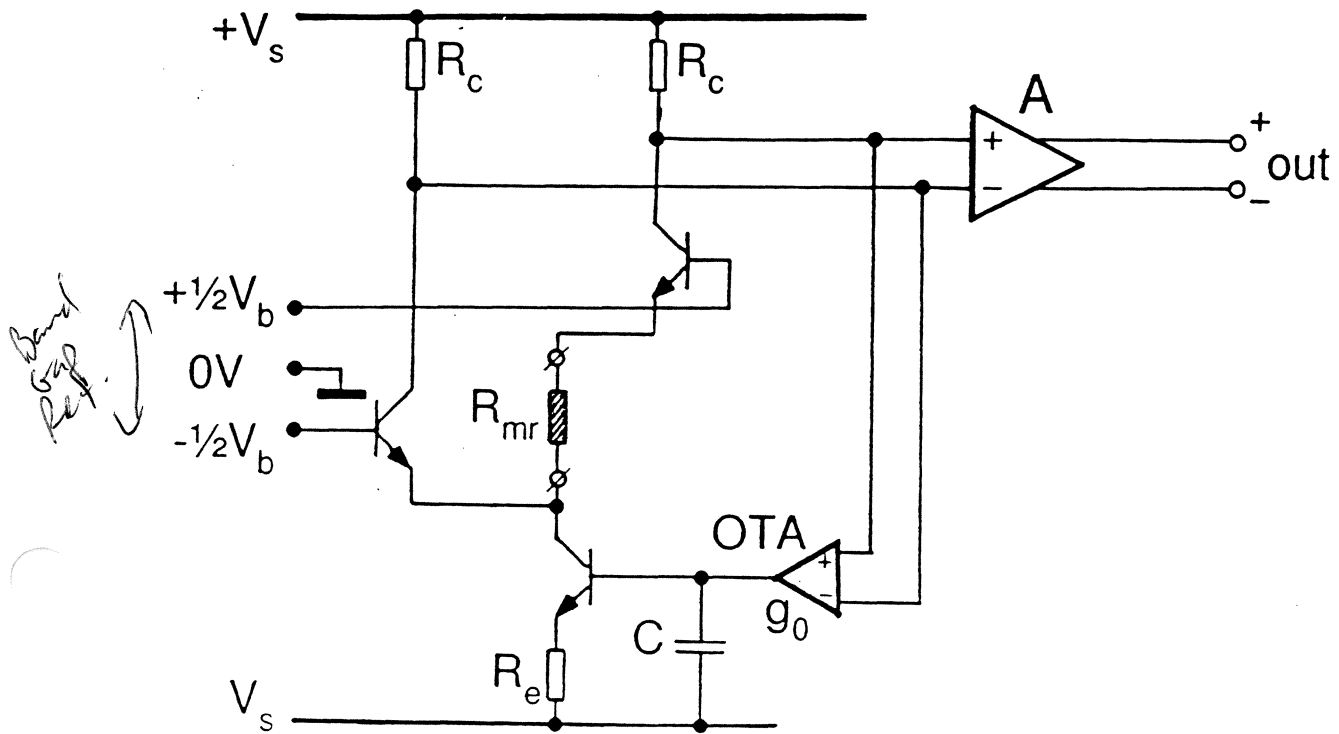 +Vs
Rc
Rc
A
+
+
−
out
−
+½Vb
Band
Gap
Ref.
0V
-½Vb
Rmr
OTA
+
−
g0
C
Re
Vs